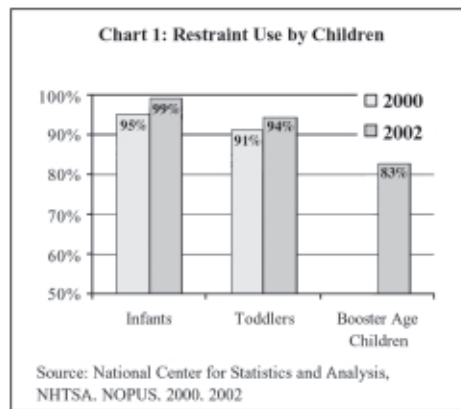 Chart 1: Restraint Use by Children
100%
90%
80%
70%
60%
50%
95%
99%
91%
94%
83%
2000
2002
Infants
Toddlers
Booster Age
Children
Source: National Center for Statistics and Analysis,
NHTSA. NOPUS. 2000. 2002